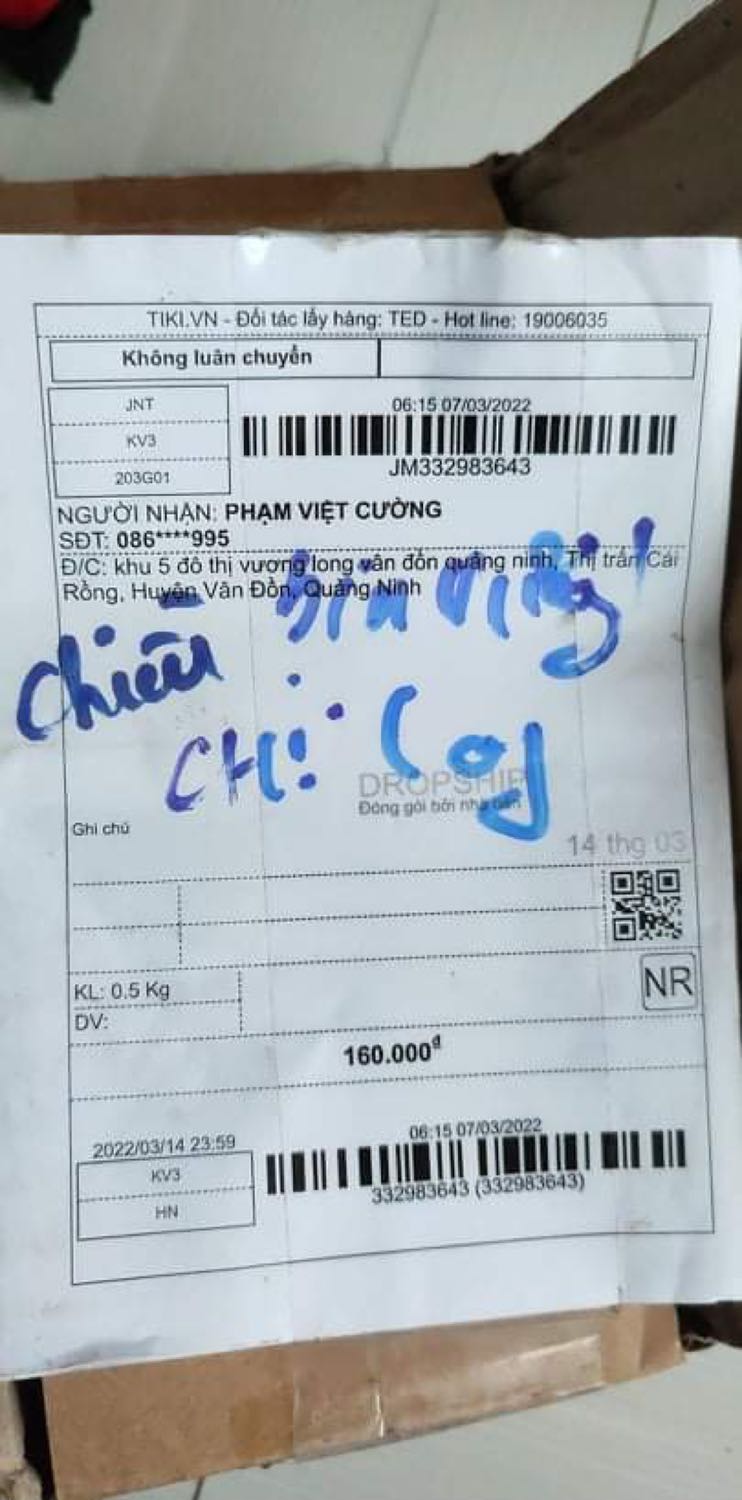 TIKI.VN - Đối tác lấy hàng: TED - Hot line: 19006035
Không luân chuyển
JNT
KV3
203G01
06:15 07/03/2022
JM332983643
NGƯỜI NHẬN: PHẠM VIỆT CƯỜNG
SĐT: 086****995
Đ/C: khu 5 đô thị vương long vân đồn quảng ninh, Thị trấn Cái
Rồng, Huyện Vân Đồn, Quảng Ninh
CHị
DROPSHIP
Đóng gói bởi nhà bán
Ghi chú
14 thg 03
KL: 0.5 Kg
NR
DV:
160.000đ
2022/03/14 23:59
KV3
HN
06:15 07/03/2022
332983643 (332983643)